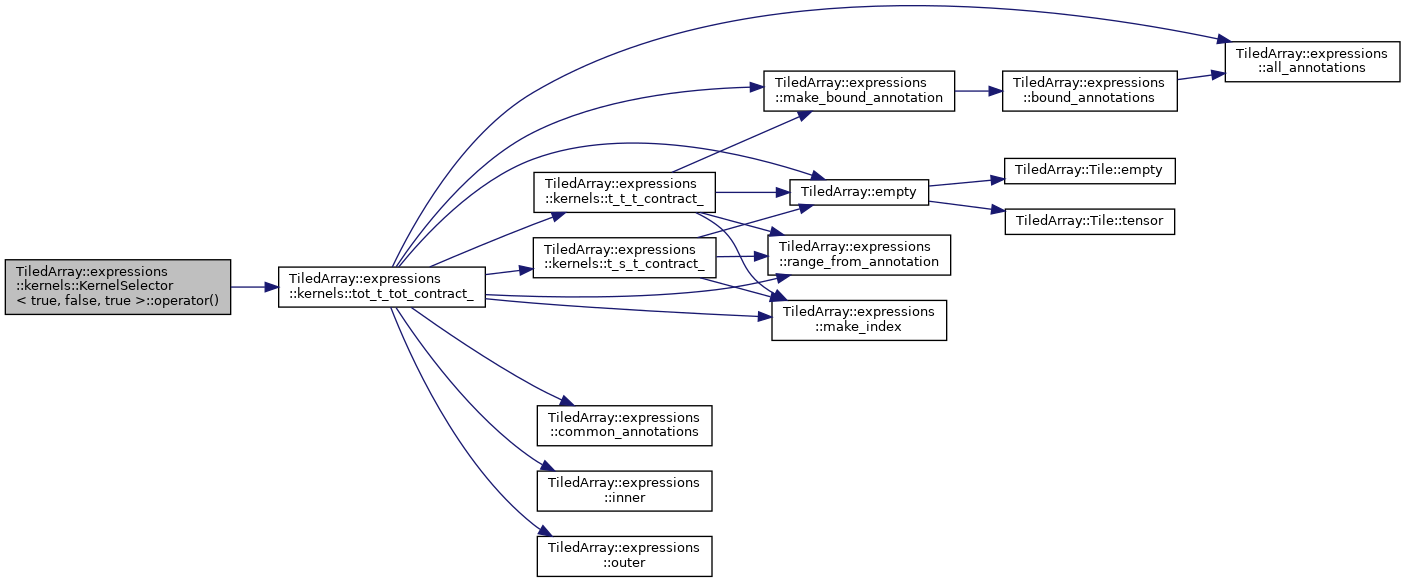 TiledArray::expressions
::kernels::KernelSelector
< true, false, true >::operator()
TiledArray::expressions
::kernels::tot_t_tot_contract_
TiledArray::expressions
::kernels::t_t_t_contract_
TiledArray::expressions
::kernels::t_s_t_contract_
TiledArray::expressions
::common_annotations
TiledArray::expressions
::inner
TiledArray::expressions
::outer
TiledArray::expressions
::make_bound_annotation
TiledArray::empty
TiledArray::expressions
::range_from_annotation
TiledArray::expressions
::make_index
TiledArray::expressions
::bound_annotations
TiledArray::Tile::empty
TiledArray::Tile::tensor
TiledArray::expressions
::all_annotations